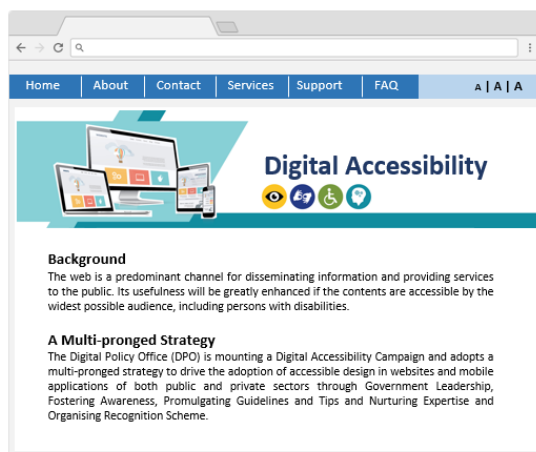 Home About Contact Services Support FAQ A | A | A
Digital Accessibility
Background
The web is a predominant channel for disseminating information and providing services
to the public. Its usefulness will be greatly enhanced if the contents are accessible by the
widest possible audience, including persons with disabilities.
A Multi-pronged Strategy
The Digital Policy Office (DPO) is mounting a Digital Accessibility Campaign and adopts a
multi-pronged strategy to drive the adoption of accessible design in websites and mobile
applications of both public and private sectors through Government Leadership,
Fostering Awareness, Promulgating Guidelines and Tips and Nurturing Expertise and
Organising Recognition Scheme.